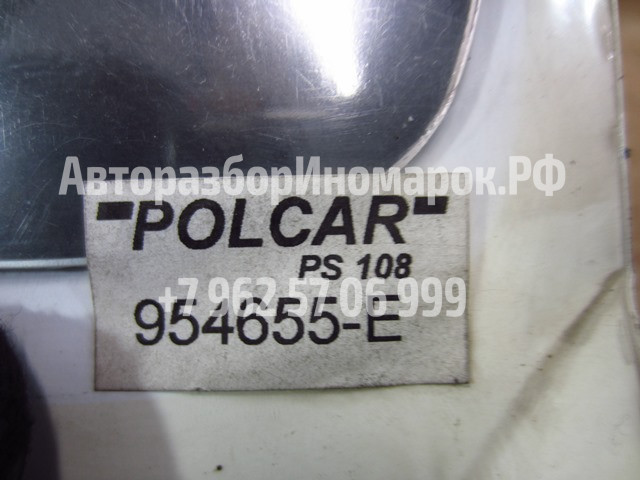 АвторазборИномарок.РФ
"POLCAR"
PS 108
+7 962 57 06 999
954655-E